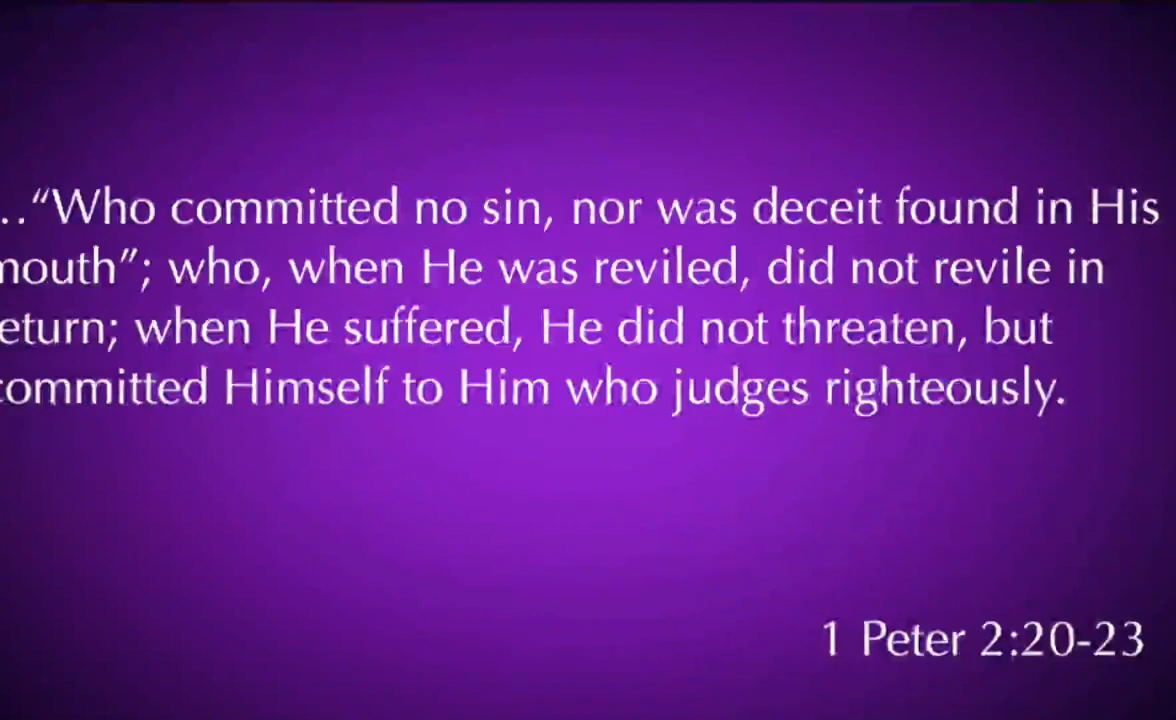 ..“Who committed no sin, nor was deceit found in His
mouth”; who, when He was reviled, did not revile in
eturn; when He suffered, He did not threaten, but
committed Himself to Him who judges righteously.
1 Peter 2:20-23